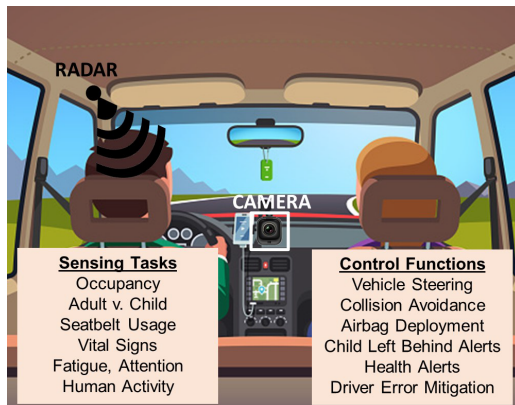 RADAR
CAMERA
Sensing Tasks
Occupancy
Adult v. Child
Seatbelt Usage
Vital Signs
Fatigue, Attention
Human Activity
Control Functions
Vehicle Steering
Collision Avoidance
Airbag Deployment
Child Left Behind Alerts
Health Alerts
Driver Error Mitigation